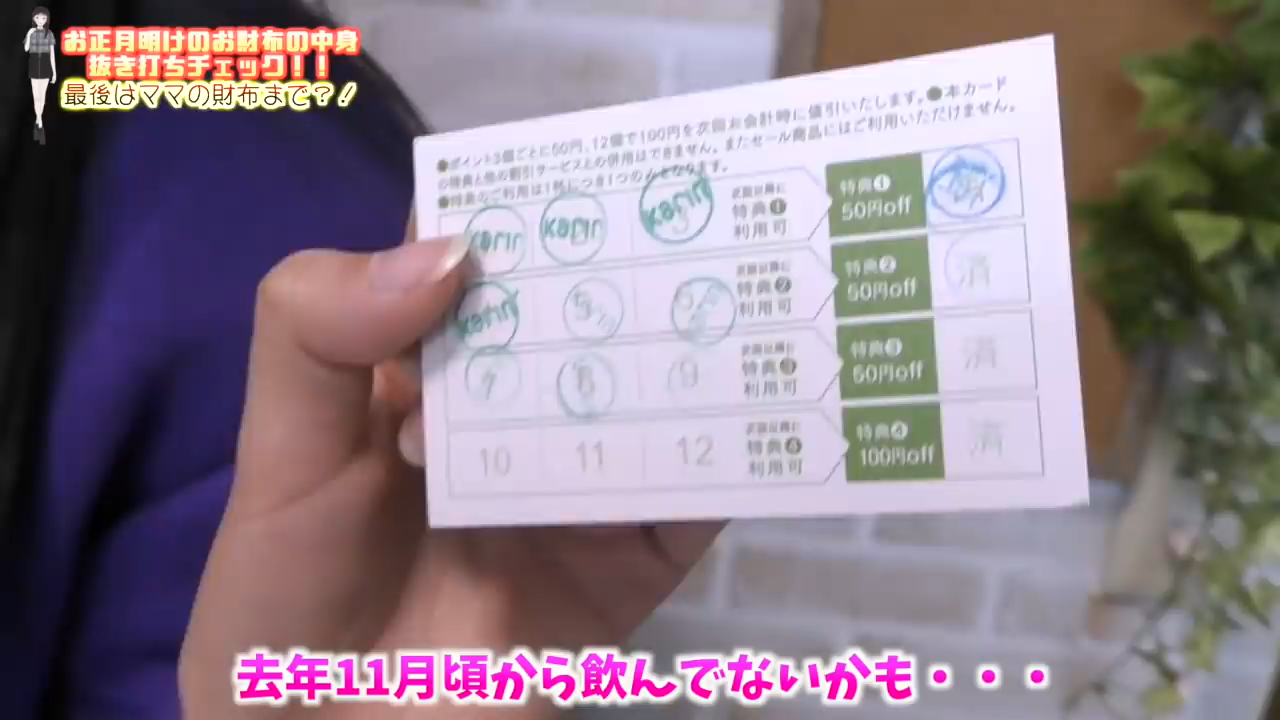 お正月明けのお財布の中身
抜き打ちチェック！！
最後はママの財布まで？！
●ポイント3個ごとに50円、12個で100円を次回お会計時に値引いたします。●本カード
の特典と他の割引サービスとの併用はできません。またセール商品にはご利用いただけません。
●特典のご利用は1枚につき1つのみとなります。
karin karin karin 次回以降に 特典❶ 利用可 特典❶ 50円off
karin 5 6 次回以降に 特典❷ 利用可 特典❷ 50円off 済
7 8 9 次回以降に 特典❸ 利用可 特典❸ 50円off 済
10 11 12 次回以降に 特典❹ 利用可 特典❹ 100円off 済
去年11月頃から飲んでないかも・・・